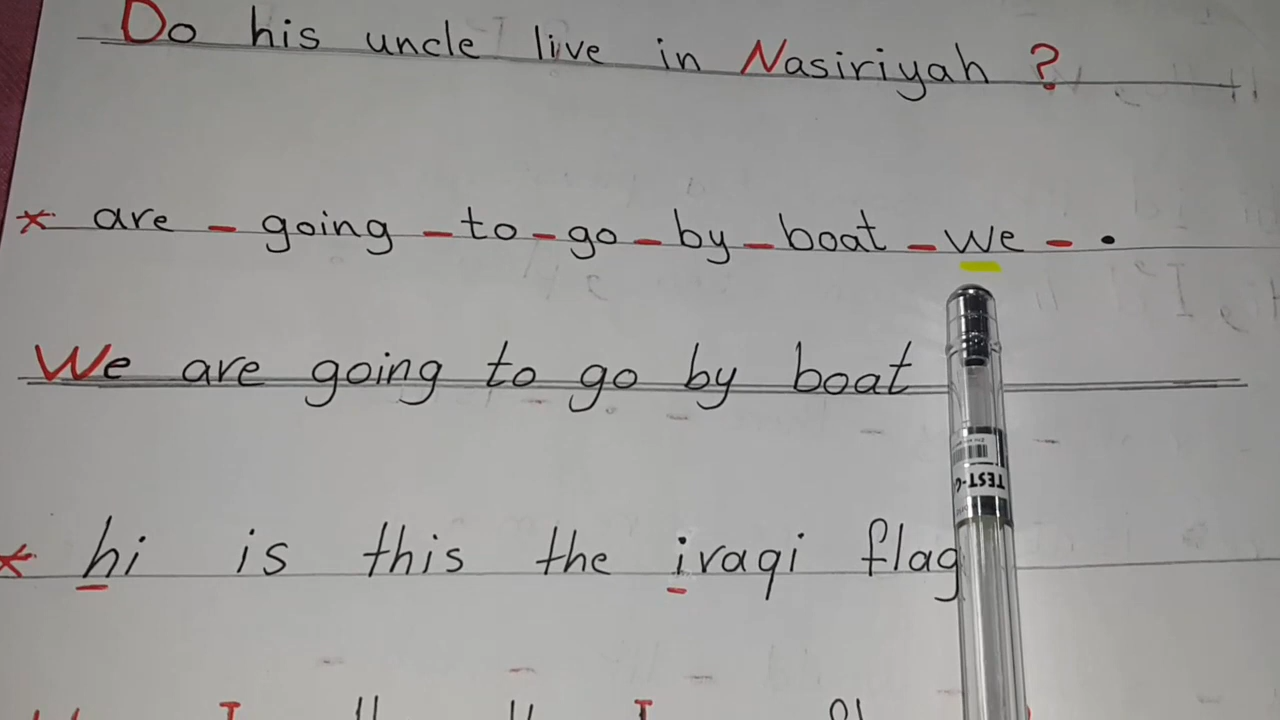 Do his uncle live in Nasiriyah ?
* are - going - to - go - by - boat - we - .
We are going to go by boat
* hi is this the iraqi flag
TEST-